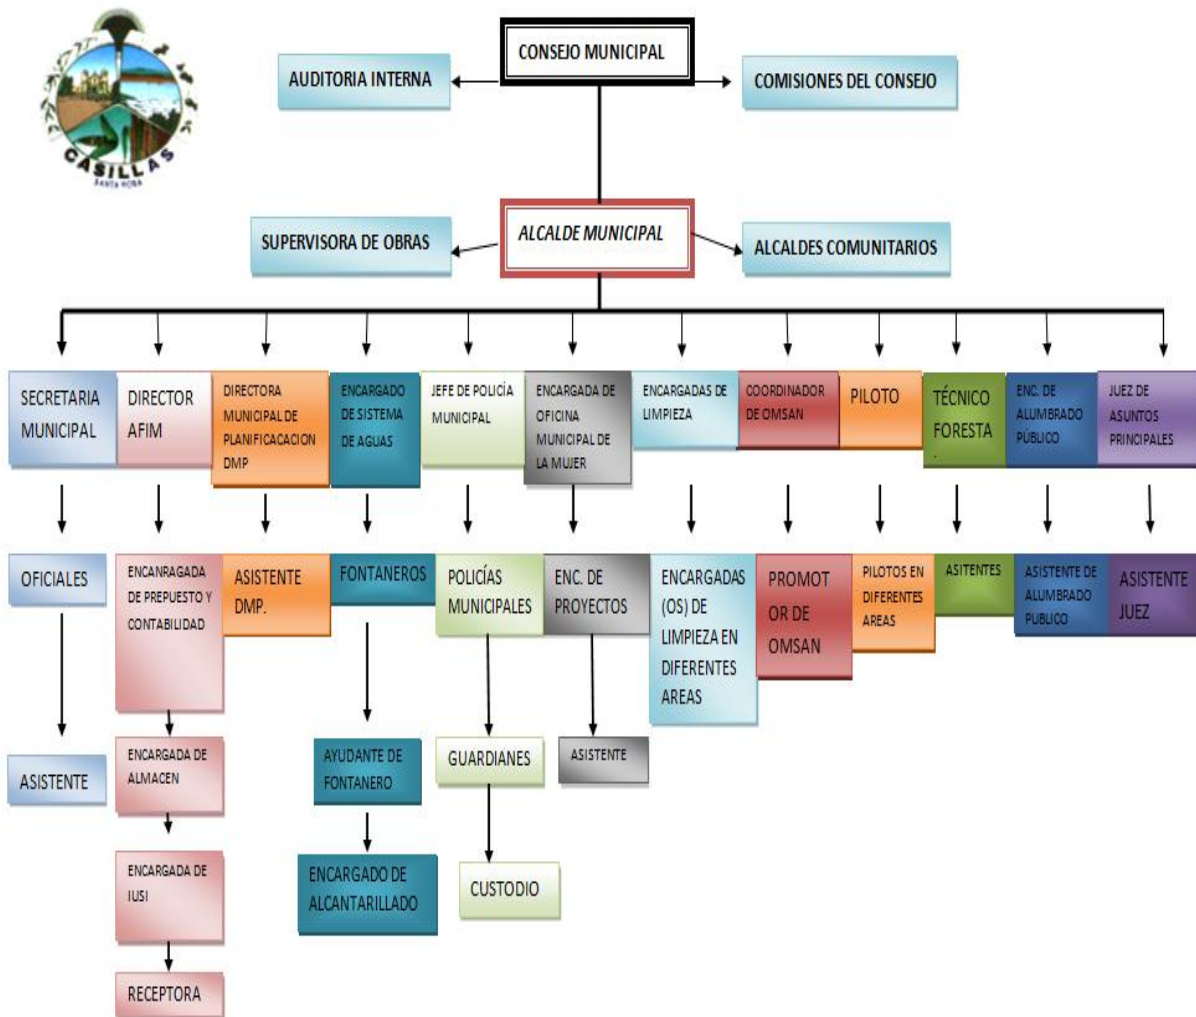 CASILLAS
SANTA ROSA
CONSEJO MUNICIPAL
AUDITORIA INTERNA
COMISIONES DEL CONSEJO
ALCALDE MUNICIPAL
SUPERVISORA DE OBRAS
ALCALDES COMUNITARIOS
SECRETARIA
MUNICIPAL
DIRECTOR
AFIM
DIRECTORA
MUNICIPAL DE
PLANIFICACACION
DMP
ENCARGADO
DE SISTEMA
DE AGUAS
JEFE DE POLICÍA
MUNICIPAL
ENCARGADA DE
OFICINA
MUNICIPAL DE
LA MUJER
ENCARGADAS DE
LIMPIEZA
COORDINADOR
DE OMSAN
PILOTO
TÉCNICO
FORESTA
.
ENC. DE
ALUMBRADO
PÚBLICO
JUEZ DE
ASUNTOS
PRINCIPALES
OFICIALES
ENCANRAGADA
DE PREPUESTO Y
CONTABILIDAD
ASISTENTE
DMP.
FONTANEROS
POLICÍAS
MUNICIPALES
ENC. DE
PROYECTOS
ENCARGADAS
(OS) DE
LIMPIEZA EN
DIFERENTES
AREAS
PROMOT
OR DE
OMSAN
PILOTOS EN
DIFERENTES
AREAS
ASITENTES
ASISTENTE DE
ALUMBRADO
PUBLICO
ASISTENTE
JUEZ
ASISTENTE
ENCARGADA DE
ALMACEN
AYUDANTE DE
FONTANERO
GUARDIANES
ASISTENTE
ENCARGADA DE
IUSI
ENCARGADO DE
ALCANTARILLADO
CUSTODIO
RECEPTORA